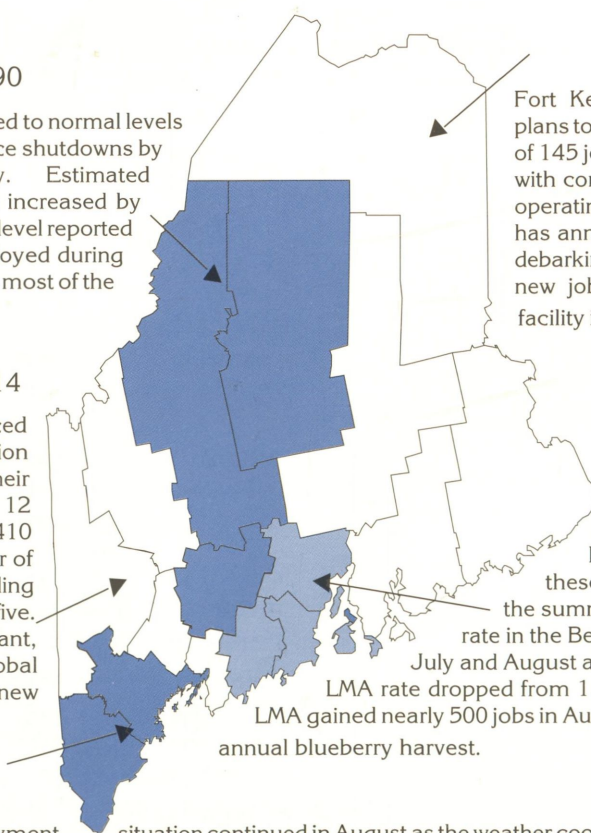 90
ed to normal levels
ce shutdowns by
y. Estimated
increased by
level reported
oyed during
most of the
Fort Ke
plans to
of 145 j
with cor
operatin
has ann
debarki
new job
facility i
14
ced
tion
heir
12
410
r of
ding
five.
ant,
obal
new
these
the summ
rate in the Be
July and August a
LMA rate dropped from 1
LMA gained nearly 500 jobs in Au
annual blueberry harvest.
yment situation continued in August as the weather coo